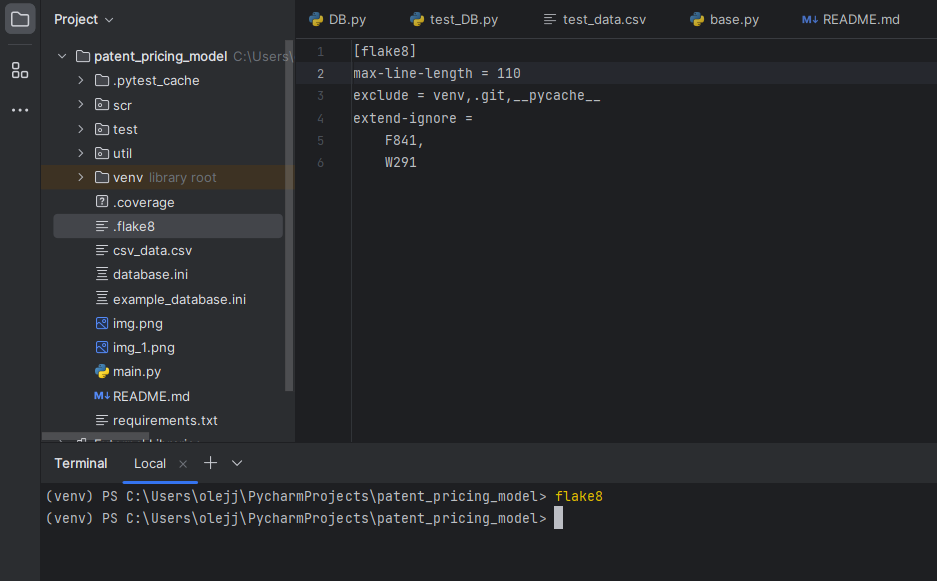 Project
DB.py test_DB.py test_data.csv base.py README.md
patent_pricing_model C:\Users\
.pytest_cache
scr
test
util
venv library root
.coverage
.flake8
csv_data.csv
database.ini
example_database.ini
img.png
img_1.png
main.py
README.md
requirements.txt
1 [flake8]
2 max-line-length = 110
3 exclude = venv,.git,__pycache__
4 extend-ignore =
5 F841,
6 W291
Terminal Local
(venv) PS C:\Users\olejj\PycharmProjects\patent_pricing_model> flake8
(venv) PS C:\Users\olejj\PycharmProjects\patent_pricing_model>